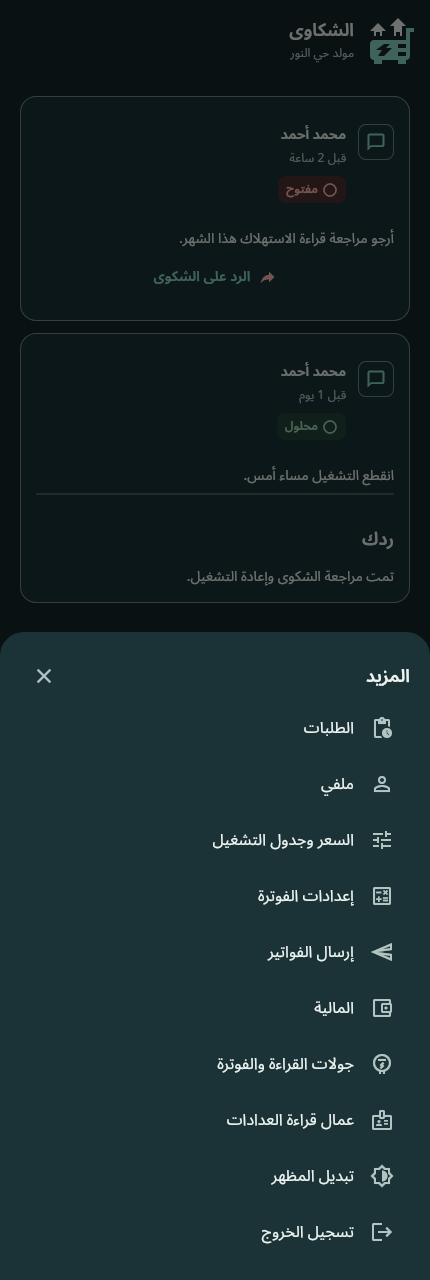 الشكاوى
مولد حي النور
محمد أحمد
قبل 2 ساعة
مفتوح
أرجو مراجعة قراءة الاستهلاك هذا الشهر.
الرد على الشكوى
محمد أحمد
قبل 1 يوم
محلول
انقطع التشغيل مساء أمس.
ردك
تمت مراجعة الشكوى وإعادة التشغيل.
المزيد
الطلبات
ملفي
السعر وجدول التشغيل
إعدادات الفوترة
إرسال الفواتير
المالية
جولات القراءة والفوترة
عمال قراءة العدادات
تبديل المظهر
تسجيل الخروج